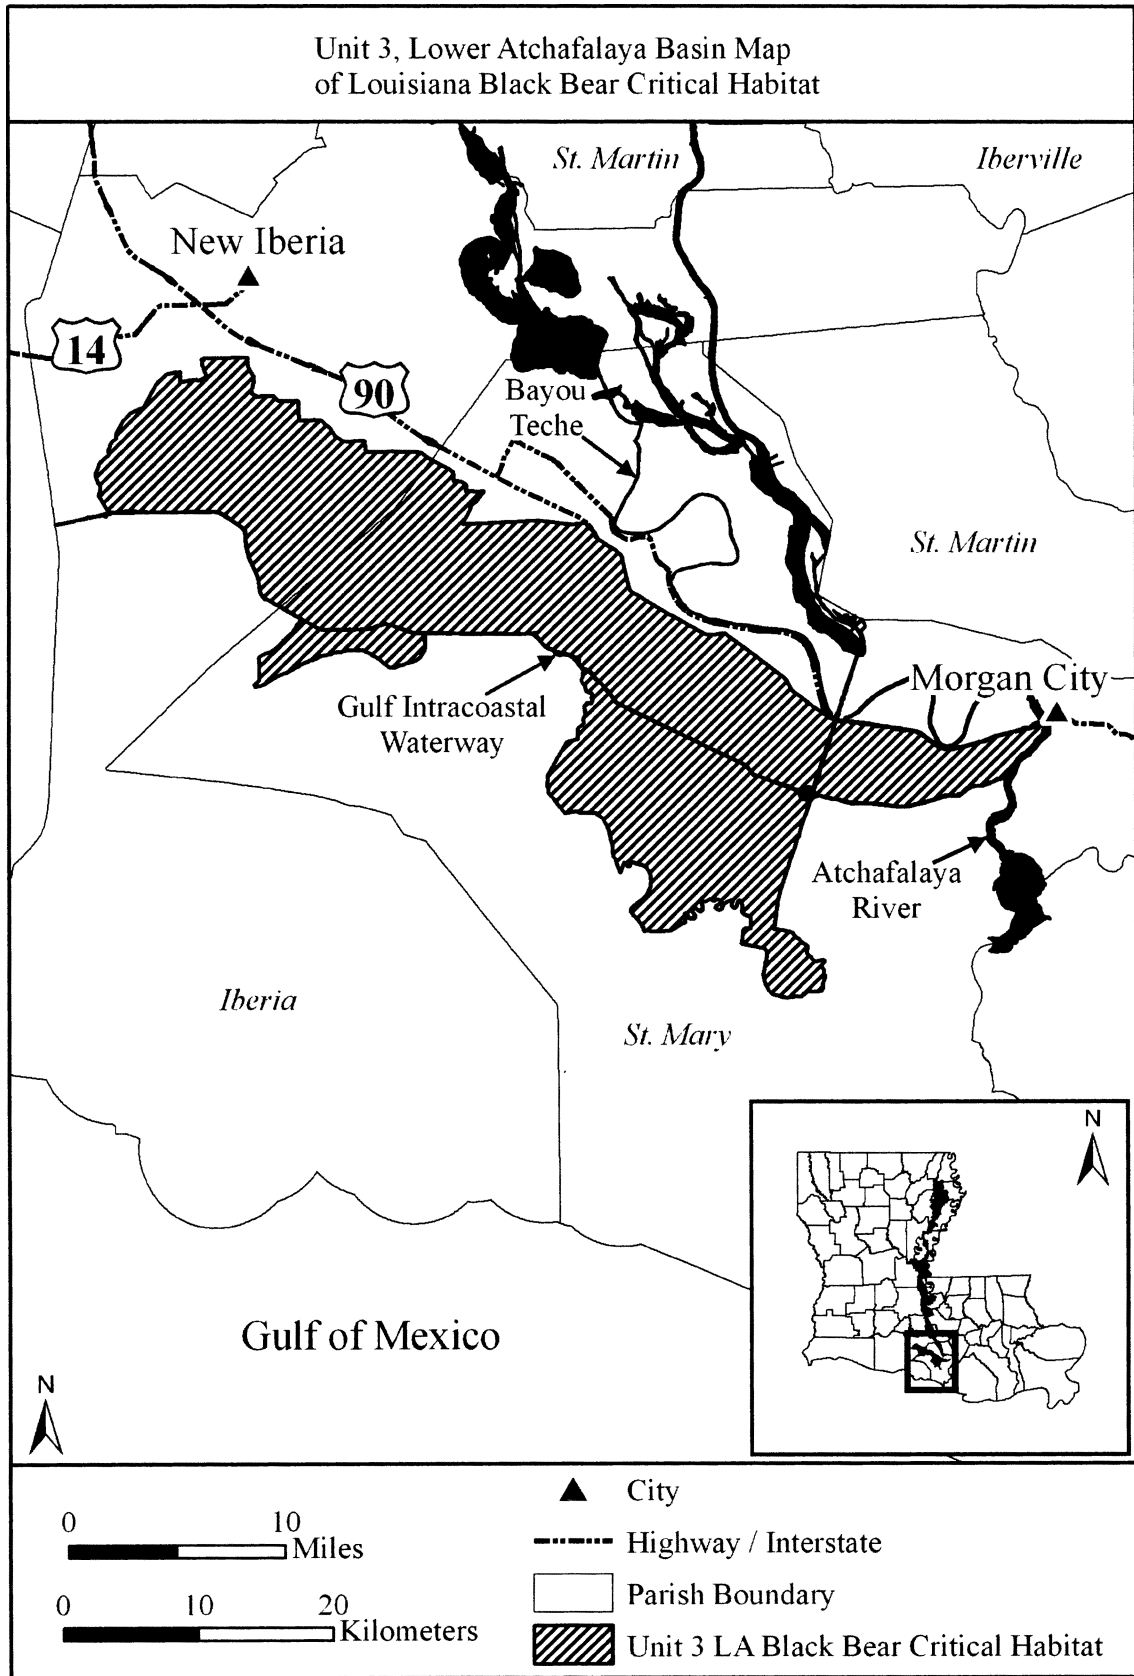 Unit 3, Lower Atchafalaya Basin Map
of Louisiana Black Bear Critical Habitat
St. Martin
Iberville
New Iberia
14
90
Bayou
Teche
St. Martin
Morgan City
Gulf Intracoastal
Waterway
Atchafalaya
River
Iberia
St. Mary
N
Gulf of Mexico
N
City
0 10
Miles
Highway / Interstate
Parish Boundary
0 10 20
Kilometers
Unit 3 LA Black Bear Critical Habitat